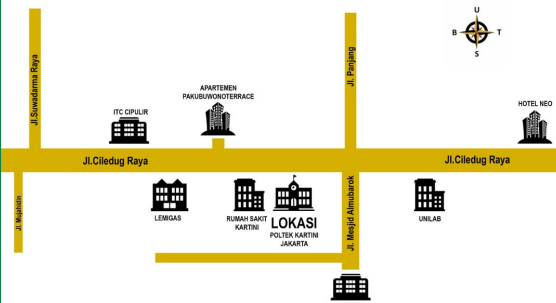 U
B
T
S
Jl.Suwadarma Raya
Jl. Panjang
APARTEMEN
PAKUBUWONOTERRACE
ITC CIPULIR
HOTEL NEO
Jl.Ciledug Raya
Jl.Ciledug Raya
Jl. Mujahidin
Jl. Mesjid Almubarok
LEMIGAS
RUMAH SAKIT
KARTINI
LOKASI
POLTEK KARTINI
JAKARTA
UNILAB